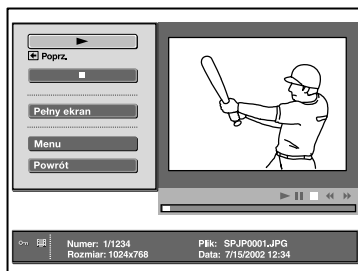 Poprz.
Pełny ekran
Menu
Powrót
Numer: 1/1234
Rozmiar: 1024x768
Plik: SPJP0001.JPG
Data: 7/15/2002 12:34